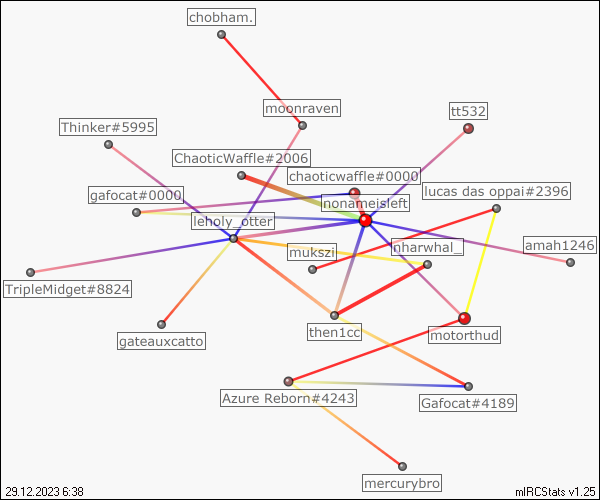 chobham.
moonraven
tt532
Thinker#5995
ChaoticWaffle#2006
chaoticwaffle#0000
lucas das oppai#2396
gafocat#0000
nonameisleft
leholy_otter
nharwhal_
amah1246
mukszi
TripleMidget#8824
then1cc
motorthud
gateauxcatto
Azure Reborn#4243
Gafocat#4189
mercurybro
29.12.2023 6:38
mIRCStats v1.25